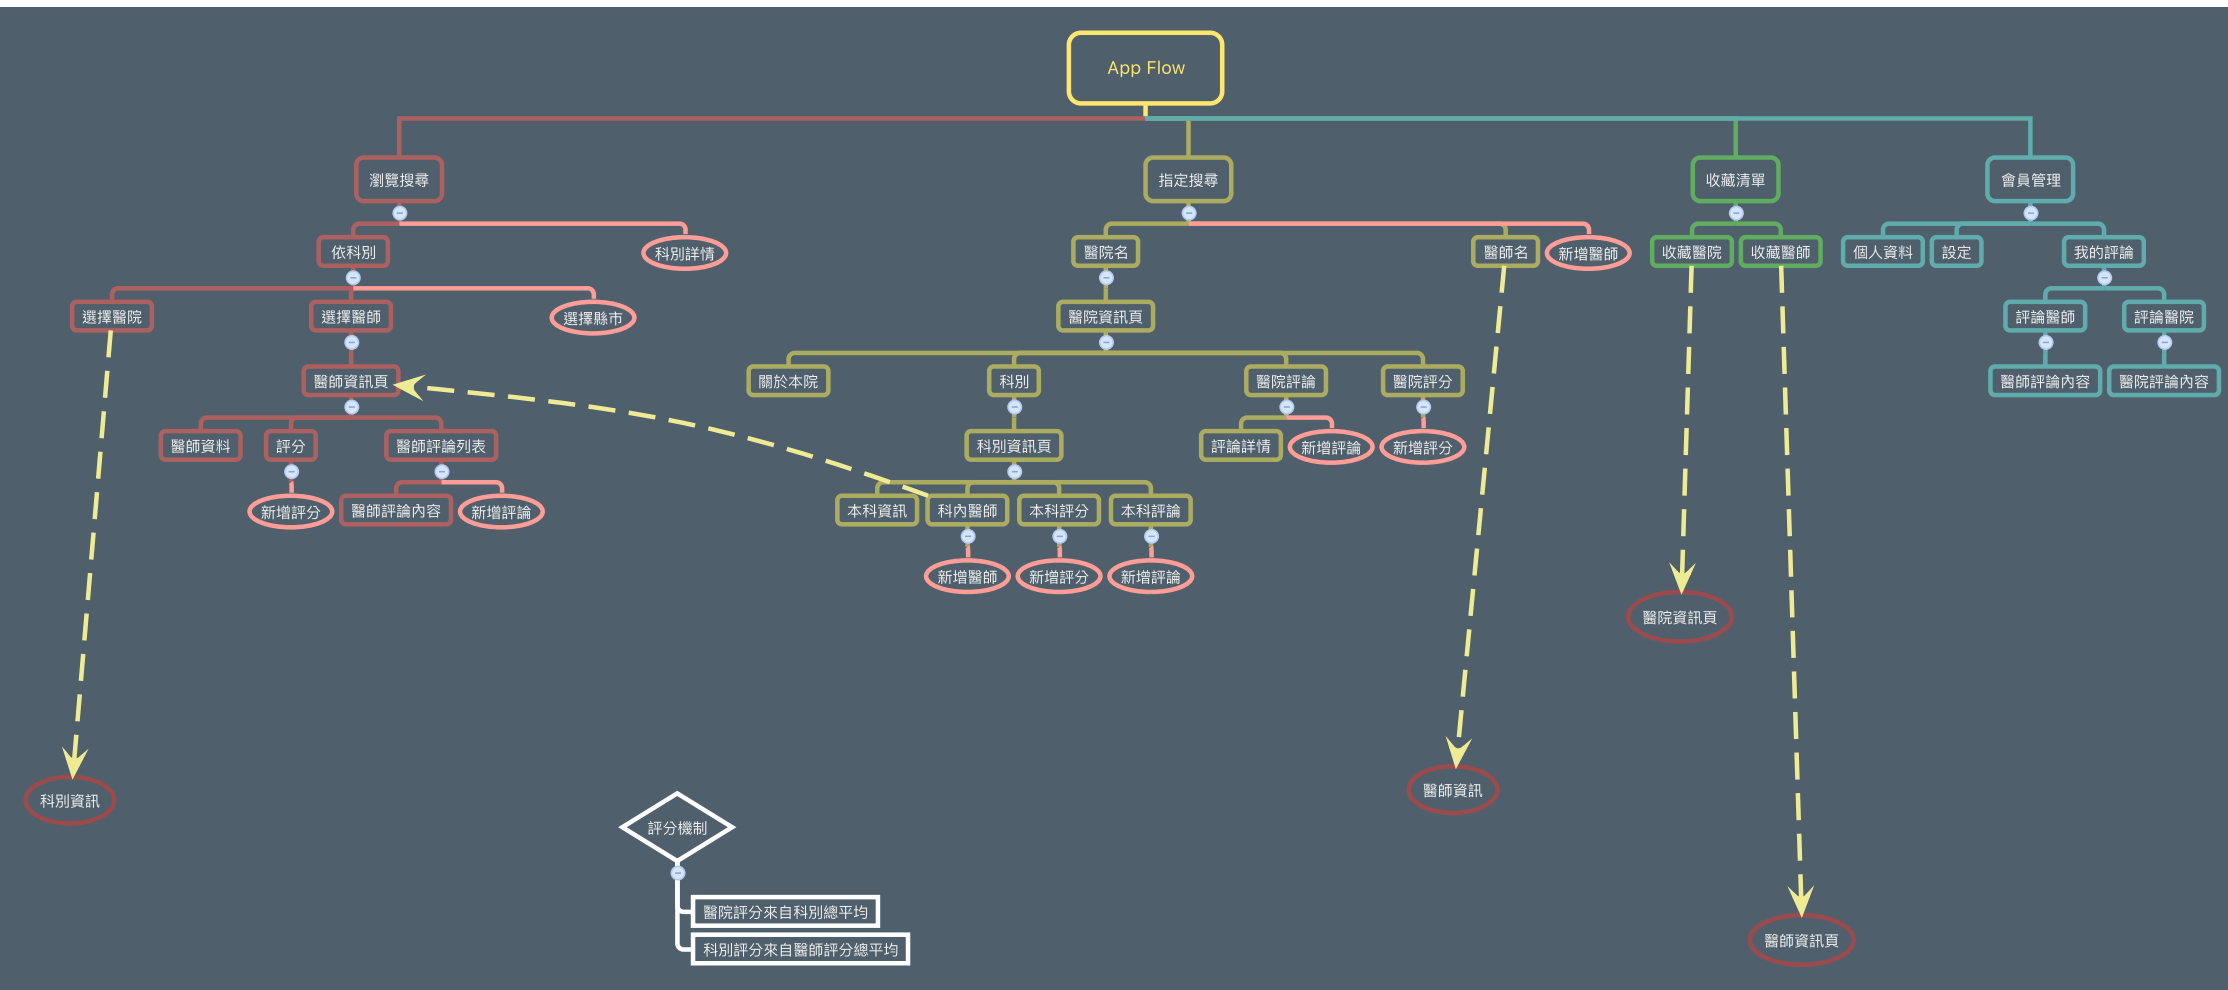 App Flow
瀏覽搜尋
指定搜尋
收藏清單
會員管理
依科別
科別詳情
醫院名
醫師名
新增醫師
收藏醫院
收藏醫師
個人資料
設定
我的評論
選擇醫院
選擇醫師
選擇縣市
醫院資訊頁
評論醫師
評論醫院
醫師資訊頁
關於本院
科別
醫院評論
醫院評分
醫師評論內容
醫院評論內容
醫師資料
評分
醫師評論列表
科別資訊頁
評論詳情
新增評論
新增評分
新增評分
醫師評論內容
新增評論
本科資訊
科內醫師
本科評分
本科評論
新增醫師
新增評分
新增評論
醫院資訊頁
科別資訊
醫師資訊
評分機制
醫院評分來自科別總平均
科別評分來自醫師評分總平均
醫師資訊頁